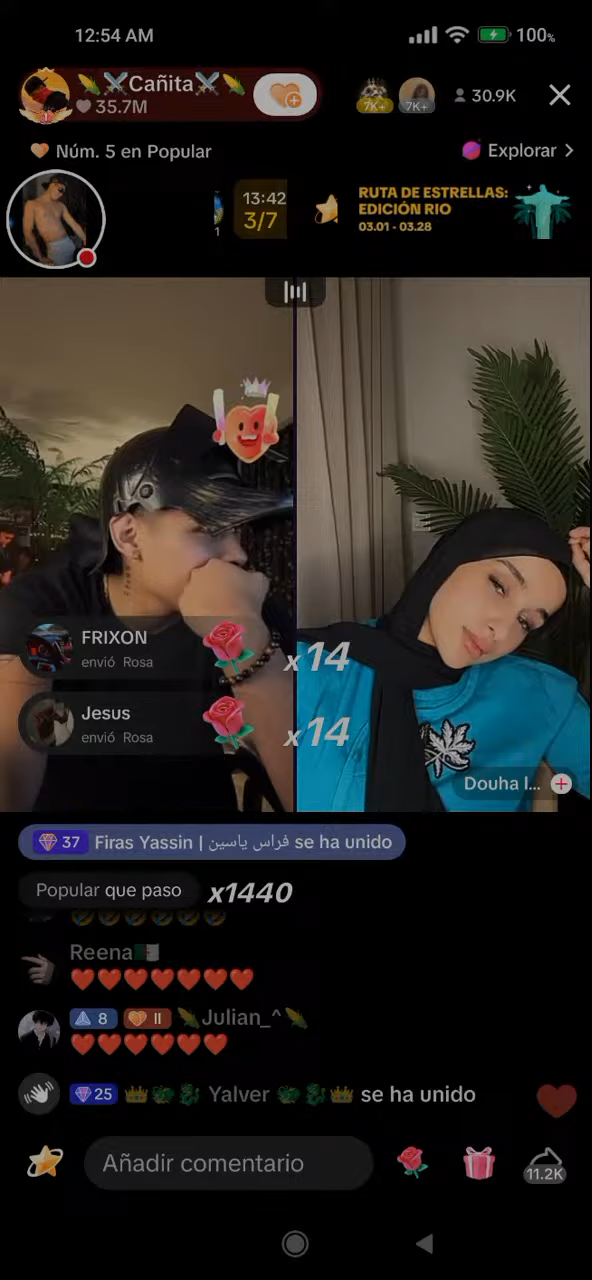 12:54 AM
100%
🌽⚔️Cañita⚔️🌽
35.7M
7K+
7K+
30.9K
Núm. 5 en Popular
Explorar
1
13:42
3/7
RUTA DE ESTRELLAS:
EDICIÓN RIO
03.01 - 03.28
FRIXON
envió Rosa
x14
Jesus
envió Rosa
x14
Douha l...
37 Firas Yassin | فراس ياسين se ha unido
Popular que paso x1440
Reena🇩🇿
❤️❤️❤️❤️❤️❤️❤️
8 II 🌽Julian_^🌽
❤️❤️❤️❤️❤️❤️
25 👑🐲🐉 Yalver 🐲🐉👑 se ha unido
Añadir comentario
11.2K